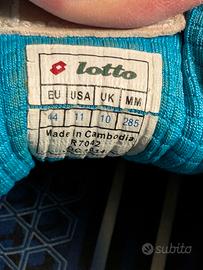 lotto
EU USA UK MM
44 11 10 285
Made in Cambodia
R7042
subito